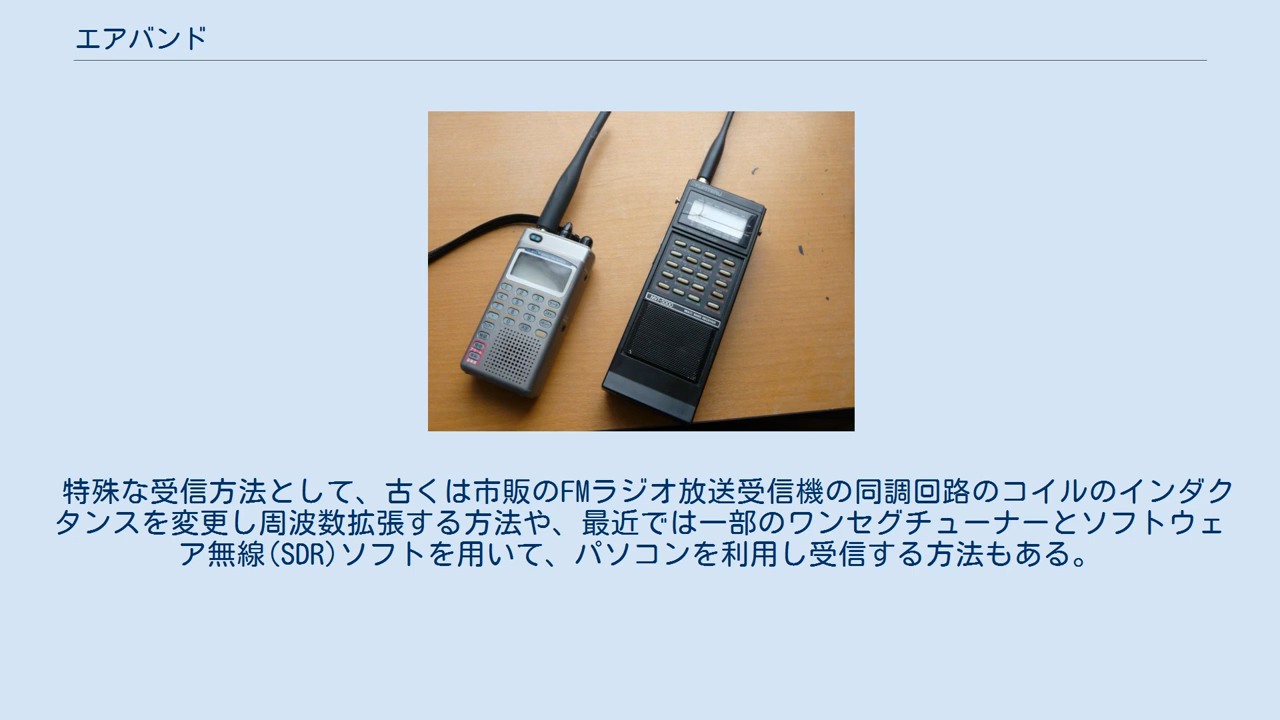 エアバンド
特殊な受信方法として、古くは市販のFMラジオ放送受信機の同調回路のコイルのインダク
タンスを変更し周波数拡張する方法や、最近では一部のワンセグチューナーとソフトウェ
ア無線(SDR)ソフトを用いて、パソコンを利用し受信する方法もある。